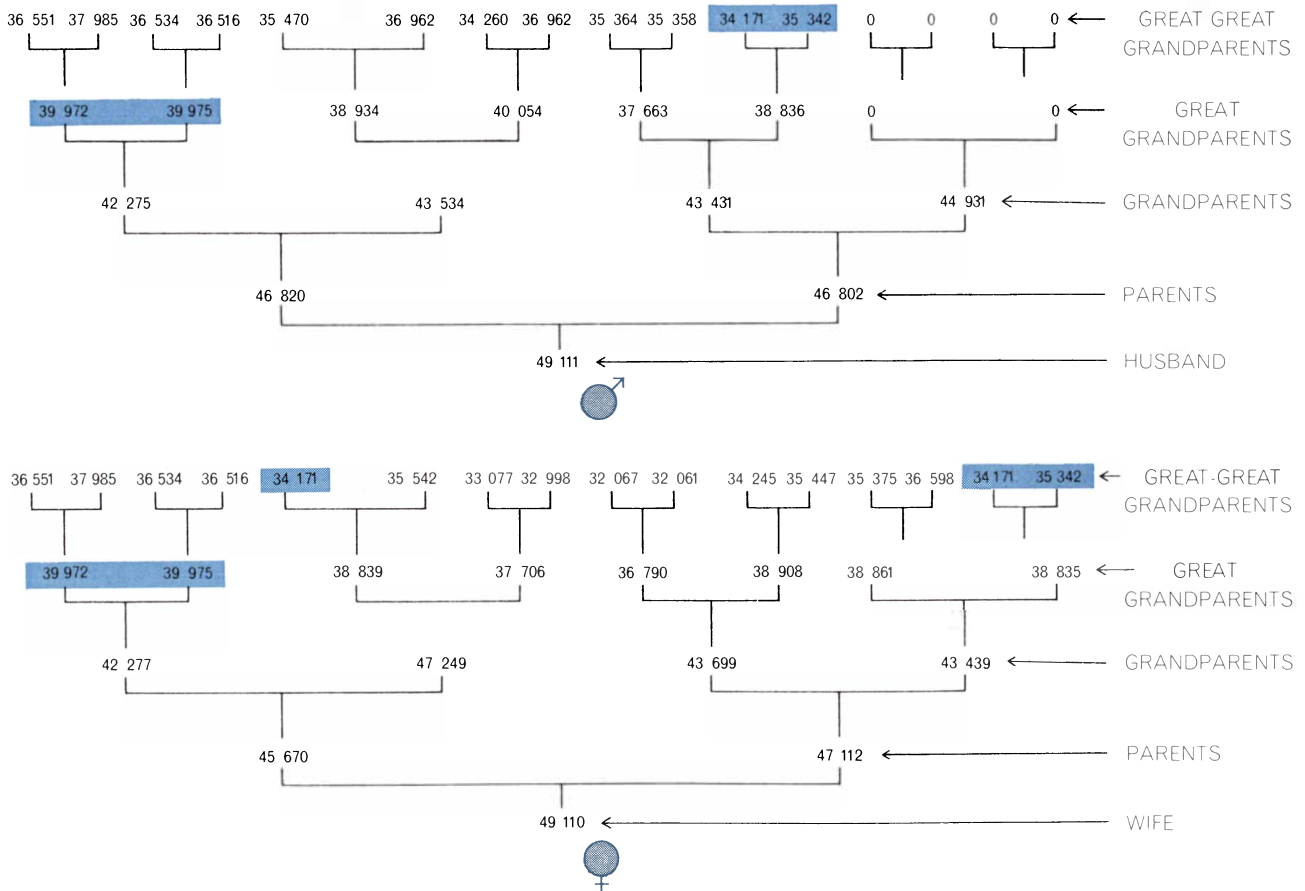 36 551 37 985 36 534 36 516 35 470 36 962 34 260 36 962 35 364 35 358 34 171 35 342 0 0 0 0 GREAT GREAT
GRANDPARENTS
39 972 39 975 38 934 40 054 37 663 38 836 0 0 GREAT
GRANDPARENTS
42 275 43 534 43 431 44 931 GRANDPARENTS
46 820 46 802 PARENTS
49 111 HUSBAND
36 551 37 985 36 534 36 516 34 171 35 542 33 077 32 998 32 067 32 061 34 245 35 447 35 375 36 598 34 171 35 342 GREAT-GREAT
GRANDPARENTS
39 972 39 975 38 839 37 706 36 790 38 908 38 861 38 835 GREAT
GRANDPARENTS
42 277 47 249 43 699 43 439 GRANDPARENTS
45 670 47 112 PARENTS
49 110 WIFE